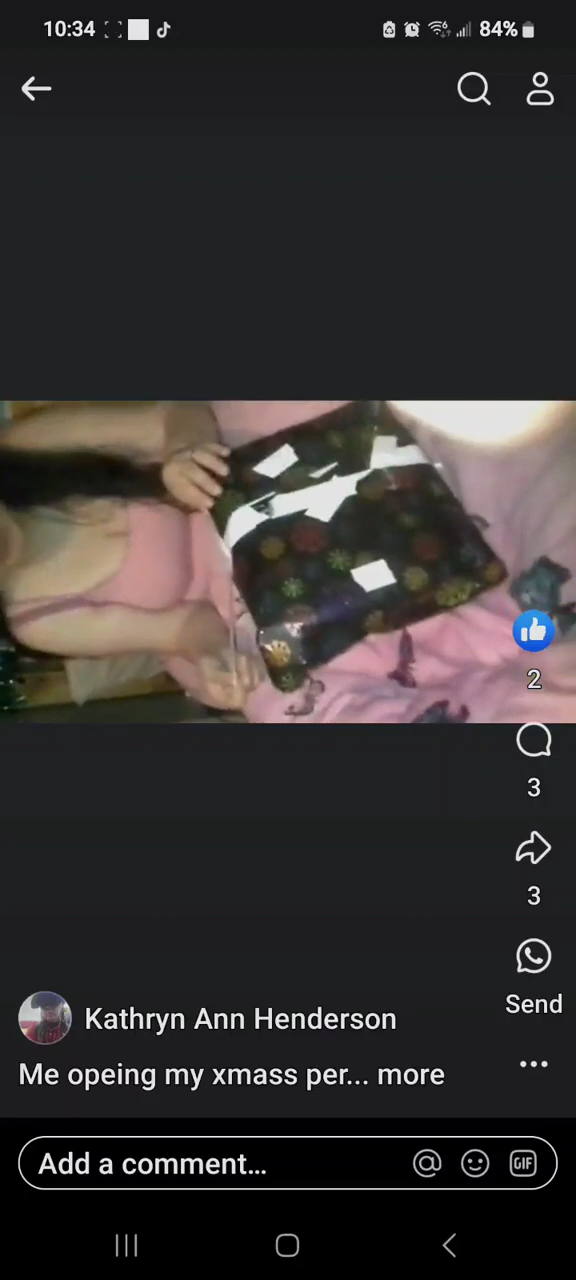 10:34
84%
2
3
3
Send
Kathryn Ann Henderson
Me opeing my xmass per... more
Add a comment...
GIF